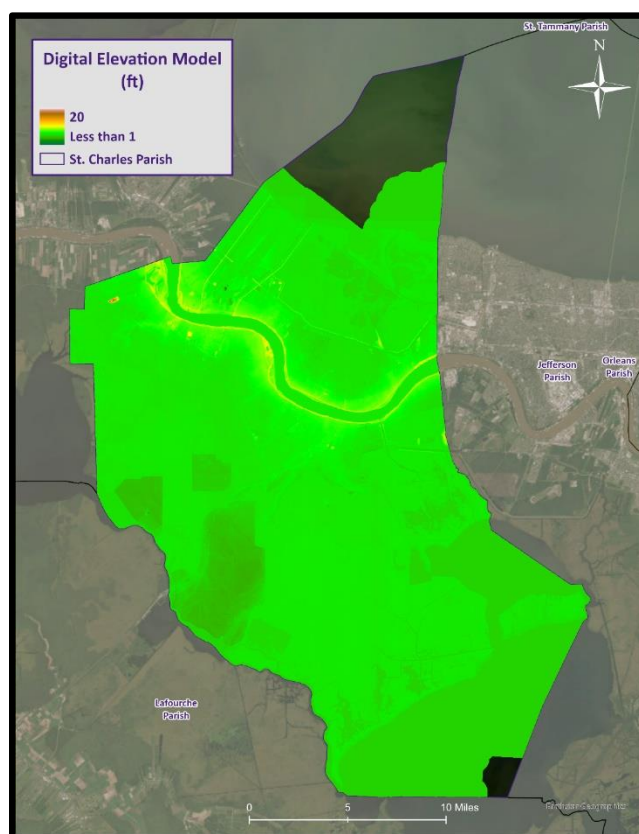 St. Tammany Parish
Digital Elevation Model
(ft)
20
Less than 1
St. Charles Parish
N
Jefferson
Parish
Orleans
Parish
Lafourche
Parish
0
5
10 Miles